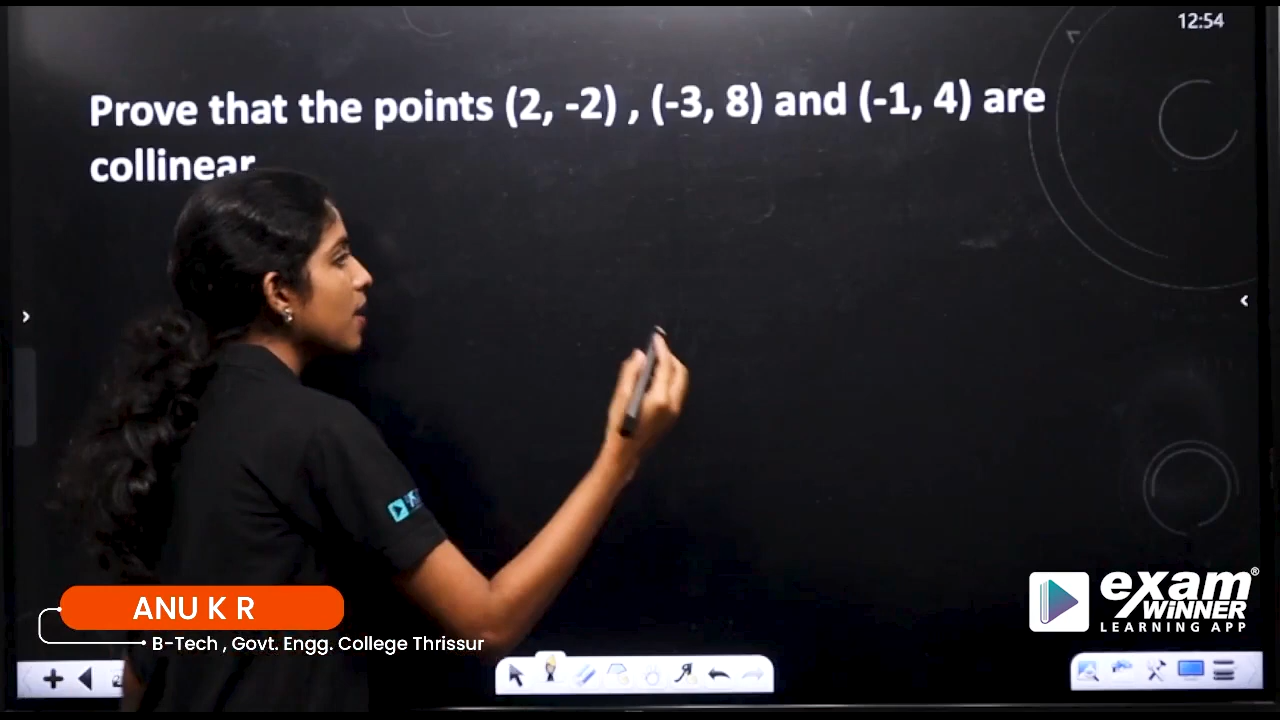 12:54
Prove that the points (2, -2) , (-3, 8) and (-1, 4) are
collinear
ANU K R
B-Tech , Govt. Engg. College Thrissur
exam
WiNNER
LEARNING APP